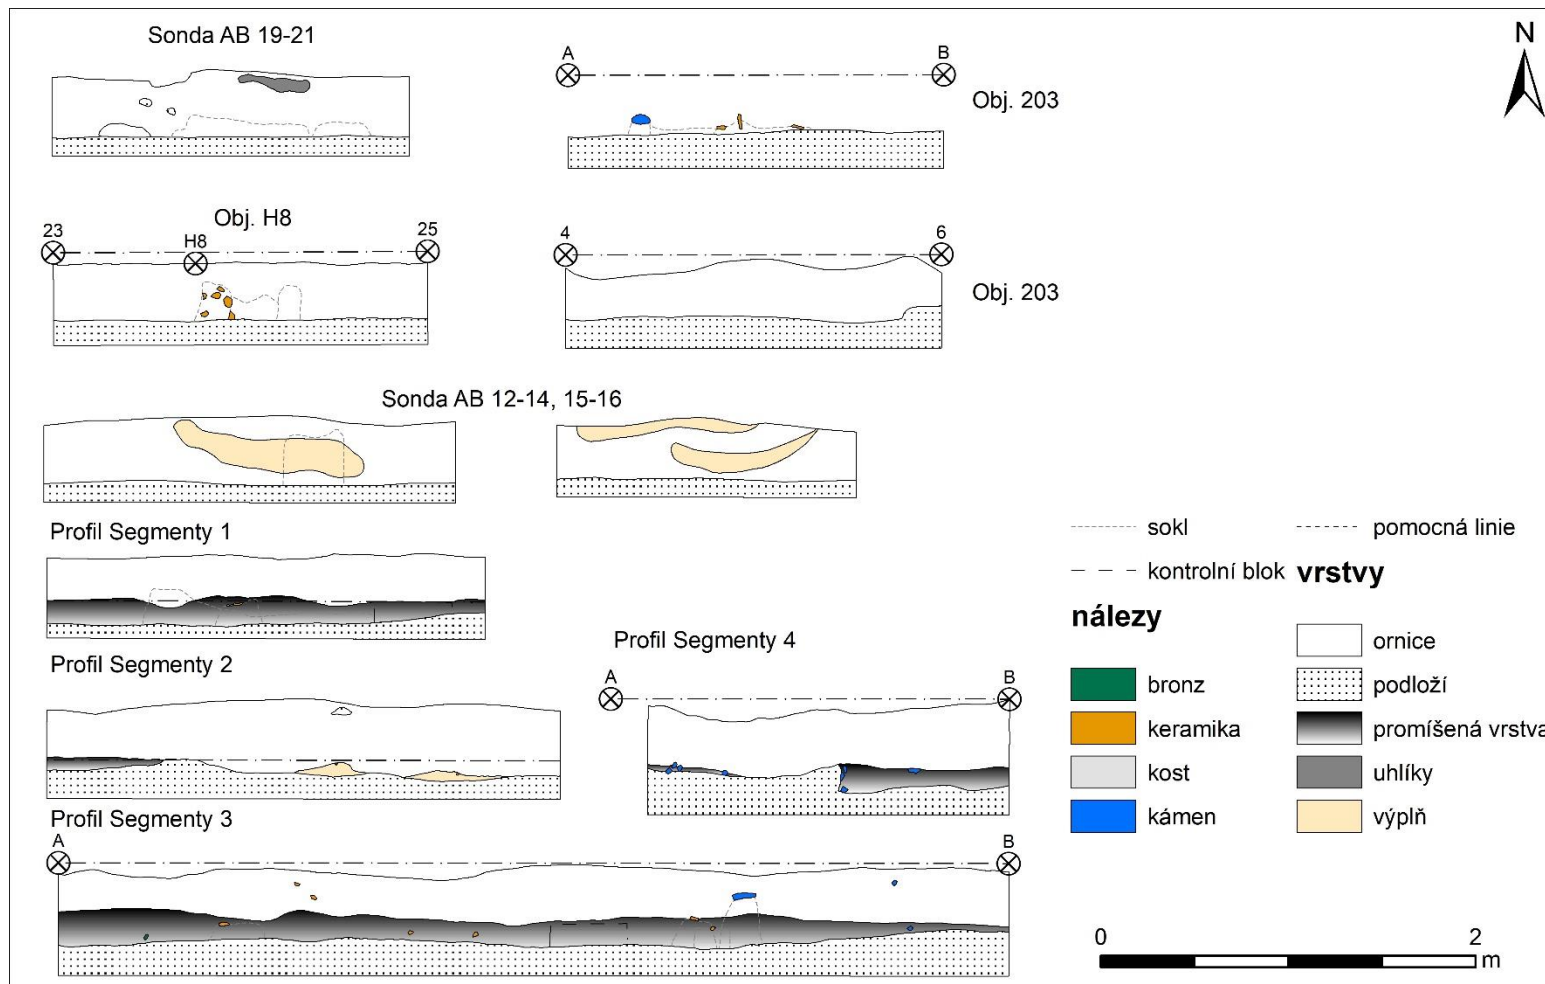 Sonda AB 19-21
A
B
Obj. 203
N
Obj. H8
23
H8
25
4
6
Obj. 203
Sonda AB 12-14, 15-16
Profil Segmenty 1
Profil Segmenty 2
Profil Segmenty 4
A
B
Profil Segmenty 3
A
B
sokl
pomocná linie
kontrolní blok
vrstvy
nálezy
ornice
bronz
podloží
keramika
promíšená vrstva
kost
uhlíky
kámen
výplň
0
2
m